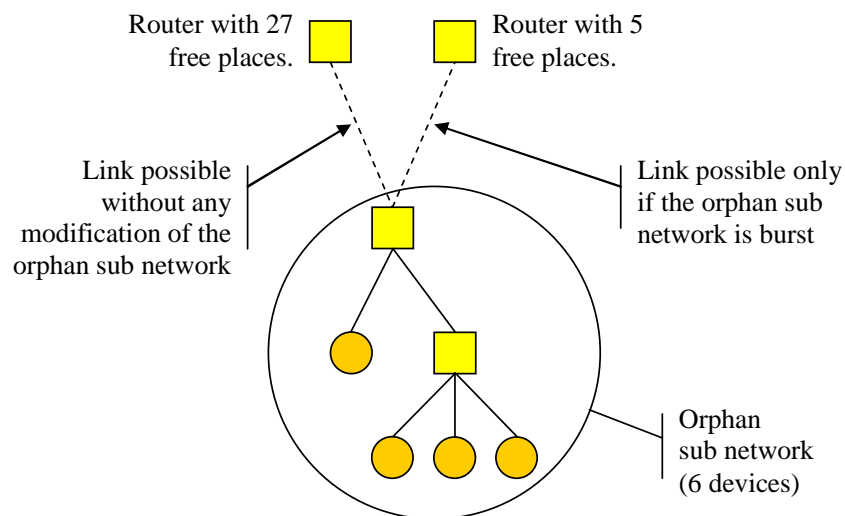 Router with 27
free places.
Router with 5
free places.
Link possible
without any
modification of the
orphan sub network
Link possible only
if the orphan sub
network is burst
Orphan
sub network
(6 devices)